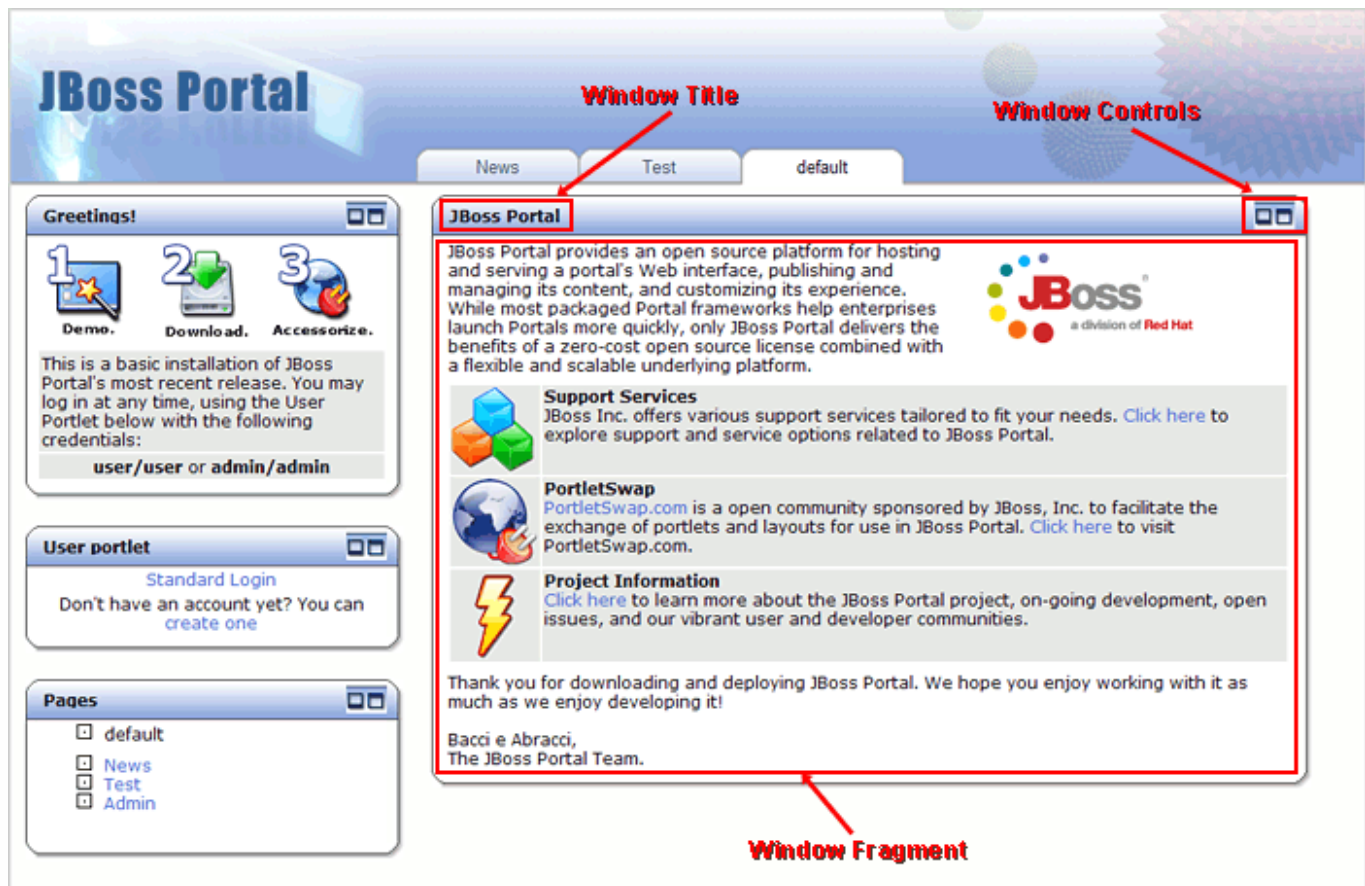 JBoss Portal
Window Title
Window Controls
News
Test
default
Greetings!
1
2
3
Demo.
Download.
Accessorize.
This is a basic installation of JBoss
Portal's most recent release. You may
log in at any time, using the User
Portlet below with the following
credentials:
user/user or admin/admin
User portlet
Standard Login
Don't have an account yet? You can
create one
Pages
default
News
Test
Admin
JBoss Portal
JBoss Portal provides an open source platform for hosting
and serving a portal's Web interface, publishing and
managing its content, and customizing its experience.
While most packaged Portal frameworks help enterprises
launch Portals more quickly, only JBoss Portal delivers the
benefits of a zero-cost open source license combined with
a flexible and scalable underlying platform.
JBoss
a division of Red Hat
Support Services
JBoss Inc. offers various support services tailored to fit your needs. Click here to
explore support and service options related to JBoss Portal.
PortletSwap
PortletSwap.com is a open community sponsored by JBoss, Inc. to facilitate the
exchange of portlets and layouts for use in JBoss Portal. Click here to visit
PortletSwap.com.
Project Information
Click here to learn more about the JBoss Portal project, on-going development, open
issues, and our vibrant user and developer communities.
Thank you for downloading and deploying JBoss Portal. We hope you enjoy working with it as
much as we enjoy developing it!
Bacci e Abracci,
The JBoss Portal Team.
Window Fragment